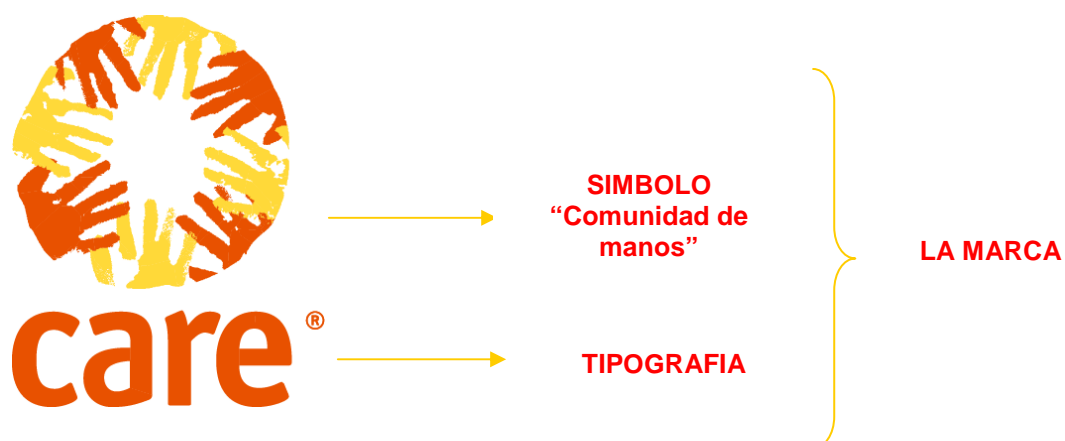 SIMBOLO
“Comunidad de
manos”
LA MARCA
care®
TIPOGRAFIA